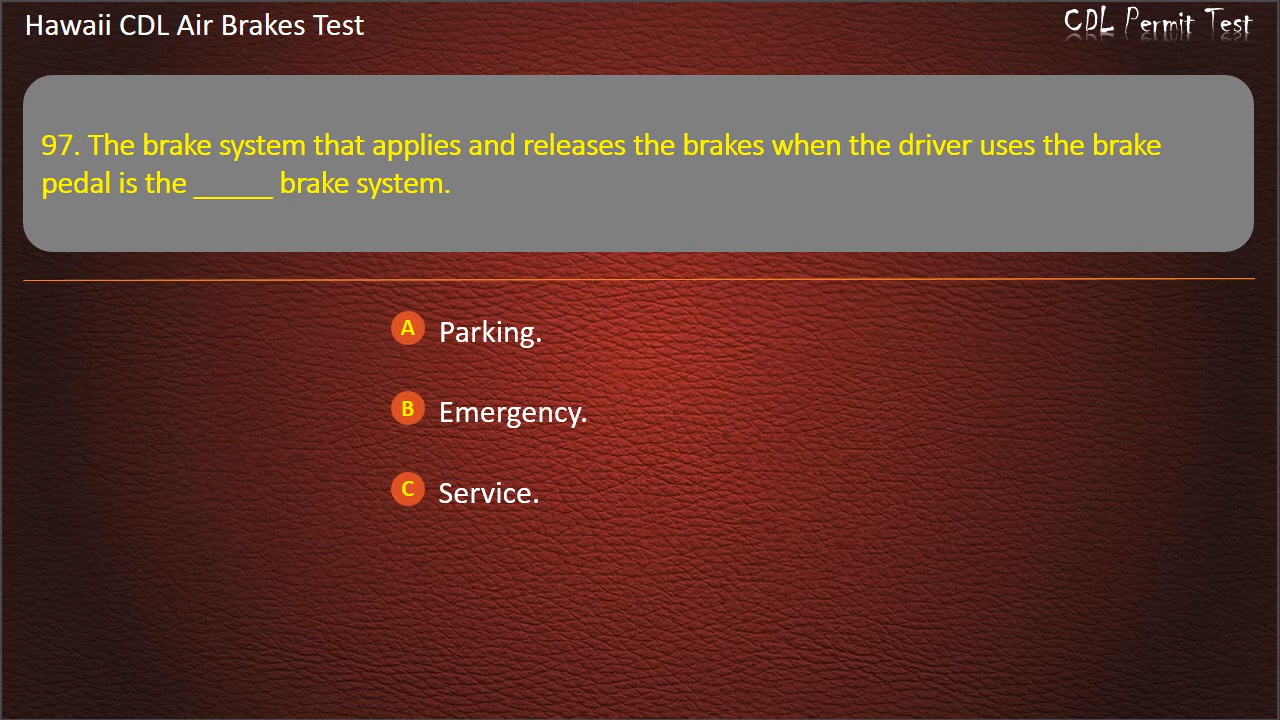 Hawaii CDL Air Brakes Test
CDL Permit Test
97. The brake system that applies and releases the brakes when the driver uses the brake
pedal is the _____ brake system.
A Parking.
B Emergency.
C Service.